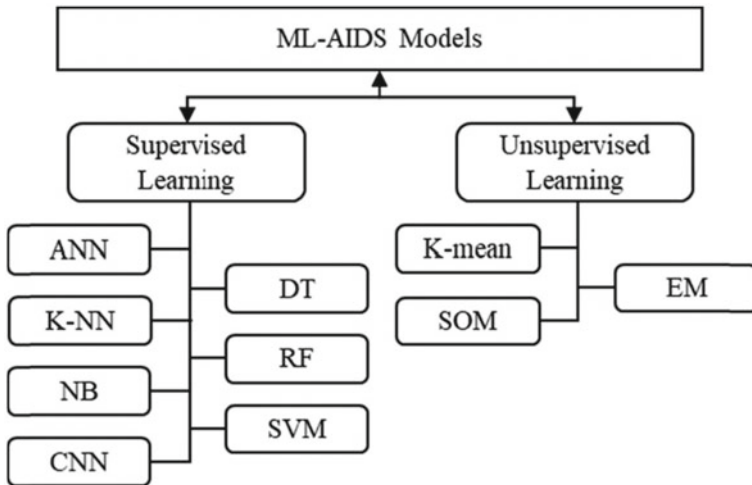 ML-AIDS Models
Supervised
Learning
Unsupervised
Learning
ANN
K-NN
NB
CNN
DT
RF
SVM
K-mean
SOM
EM